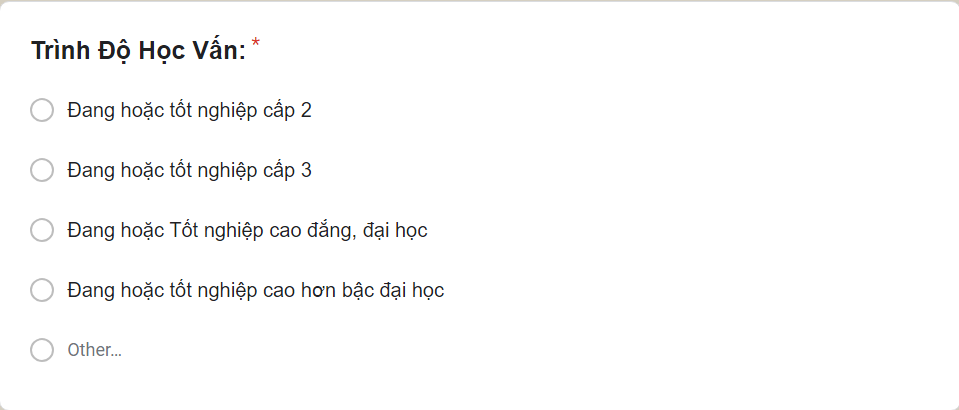 Trình Độ Học Vấn: *
Đang hoặc tốt nghiệp cấp 2
Đang hoặc tốt nghiệp cấp 3
Đang hoặc Tốt nghiệp cao đẳng, đại học
Đang hoặc tốt nghiệp cao hơn bậc đại học
Other...